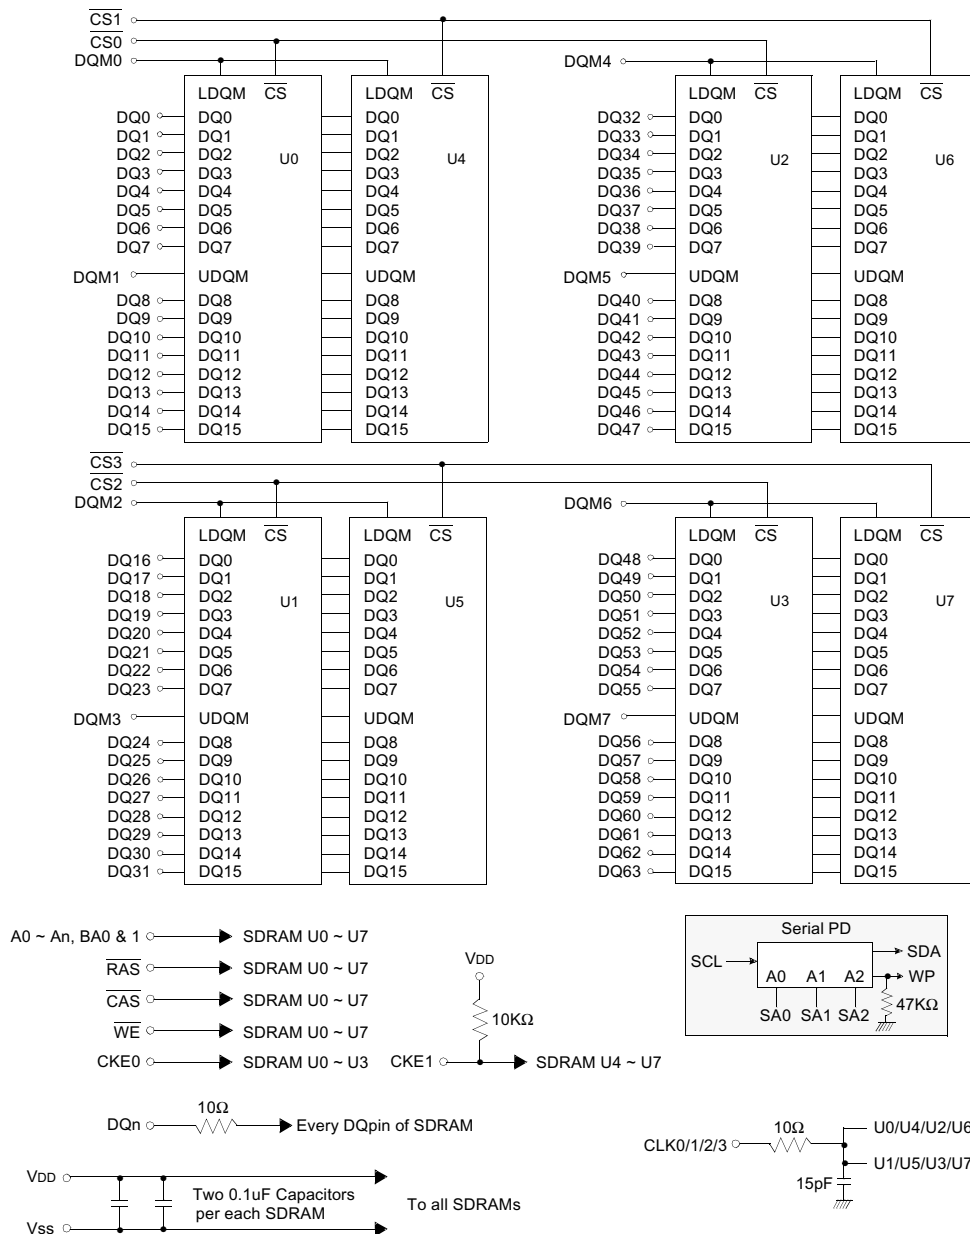 CS1
CS0
DQM0 DQM4
LDQM CS LDQM CS LDQM CS LDQM CS
DQ0 DQ0 DQ0 DQ32 DQ0 DQ0
DQ1 DQ1 DQ1 DQ33 DQ1 DQ1
DQ2 DQ2 U0 DQ2 U4 DQ34 DQ2 U2 DQ2 U6
DQ3 DQ3 DQ3 DQ35 DQ3 DQ3
DQ4 DQ4 DQ4 DQ36 DQ4 DQ4
DQ5 DQ5 DQ5 DQ37 DQ5 DQ5
DQ6 DQ6 DQ6 DQ38 DQ6 DQ6
DQ7 DQ7 DQ7 DQ39 DQ7 DQ7
DQM1 UDQM UDQM DQM5 UDQM UDQM
DQ8 DQ8 DQ8 DQ40 DQ8 DQ8
DQ9 DQ9 DQ9 DQ41 DQ9 DQ9
DQ10 DQ10 DQ10 DQ42 DQ10 DQ10
DQ11 DQ11 DQ11 DQ43 DQ11 DQ11
DQ12 DQ12 DQ12 DQ44 DQ12 DQ12
DQ13 DQ13 DQ13 DQ45 DQ13 DQ13
DQ14 DQ14 DQ14 DQ46 DQ14 DQ14
DQ15 DQ15 DQ15 DQ47 DQ15 DQ15
CS3
CS2
DQM2 DQM6
LDQM CS LDQM CS LDQM CS LDQM CS
DQ16 DQ0 DQ0 DQ48 DQ0 DQ0
DQ17 DQ1 DQ1 DQ49 DQ1 DQ1
DQ18 DQ2 U1 DQ2 U5 DQ50 DQ2 U3 DQ2 U7
DQ19 DQ3 DQ3 DQ51 DQ3 DQ3
DQ20 DQ4 DQ4 DQ52 DQ4 DQ4
DQ21 DQ5 DQ5 DQ53 DQ5 DQ5
DQ22 DQ6 DQ6 DQ54 DQ6 DQ6
DQ23 DQ7 DQ7 DQ55 DQ7 DQ7
DQM3 UDQM UDQM DQM7 UDQM UDQM
DQ24 DQ8 DQ8 DQ56 DQ8 DQ8
DQ25 DQ9 DQ9 DQ57 DQ9 DQ9
DQ26 DQ10 DQ10 DQ58 DQ10 DQ10
DQ27 DQ11 DQ11 DQ59 DQ11 DQ11
DQ28 DQ12 DQ12 DQ60 DQ12 DQ12
DQ29 DQ13 DQ13 DQ61 DQ13 DQ13
DQ30 DQ14 DQ14 DQ62 DQ14 DQ14
DQ31 DQ15 DQ15 DQ63 DQ15 DQ15
A0 ~ An, BA0 & 1 SDRAM U0 ~ U7
RAS SDRAM U0 ~ U7
CAS SDRAM U0 ~ U7
WE SDRAM U0 ~ U7
CKE0 SDRAM U0 ~ U3
VDD
10KΩ
CKE1 SDRAM U4 ~ U7
Serial PD
SCL SDA
A0 A1 A2 WP
47KΩ
SA0 SA1 SA2
10Ω
DQn Every DQpin of SDRAM
10Ω
CLK0/1/2/3 U0/U4/U2/U6
U1/U5/U3/U7
15pF
VDD
Two 0.1uF Capacitors
per each SDRAM
To all SDRAMs
Vss